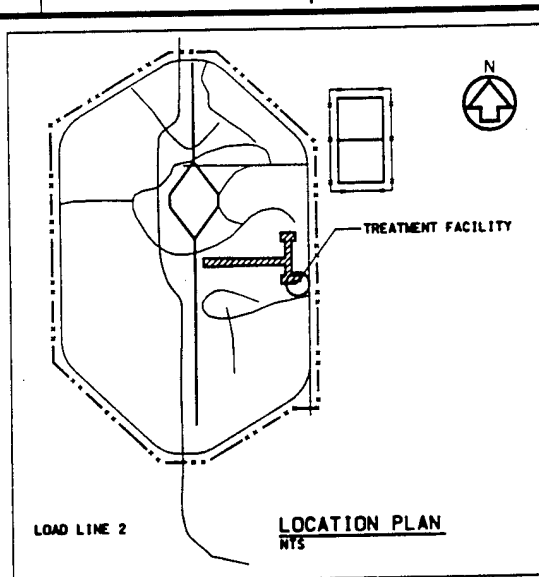 N
TREATMENT FACILITY
LOAD LINE 2
LOCATION PLAN
NTS